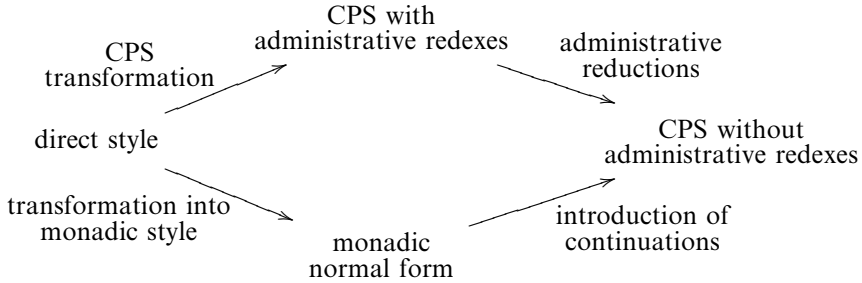 CPS with
administrative redexes
CPS
transformation
administrative
reductions
direct style
CPS without
administrative redexes
transformation into
monadic style
introduction of
continuations
monadic
normal form